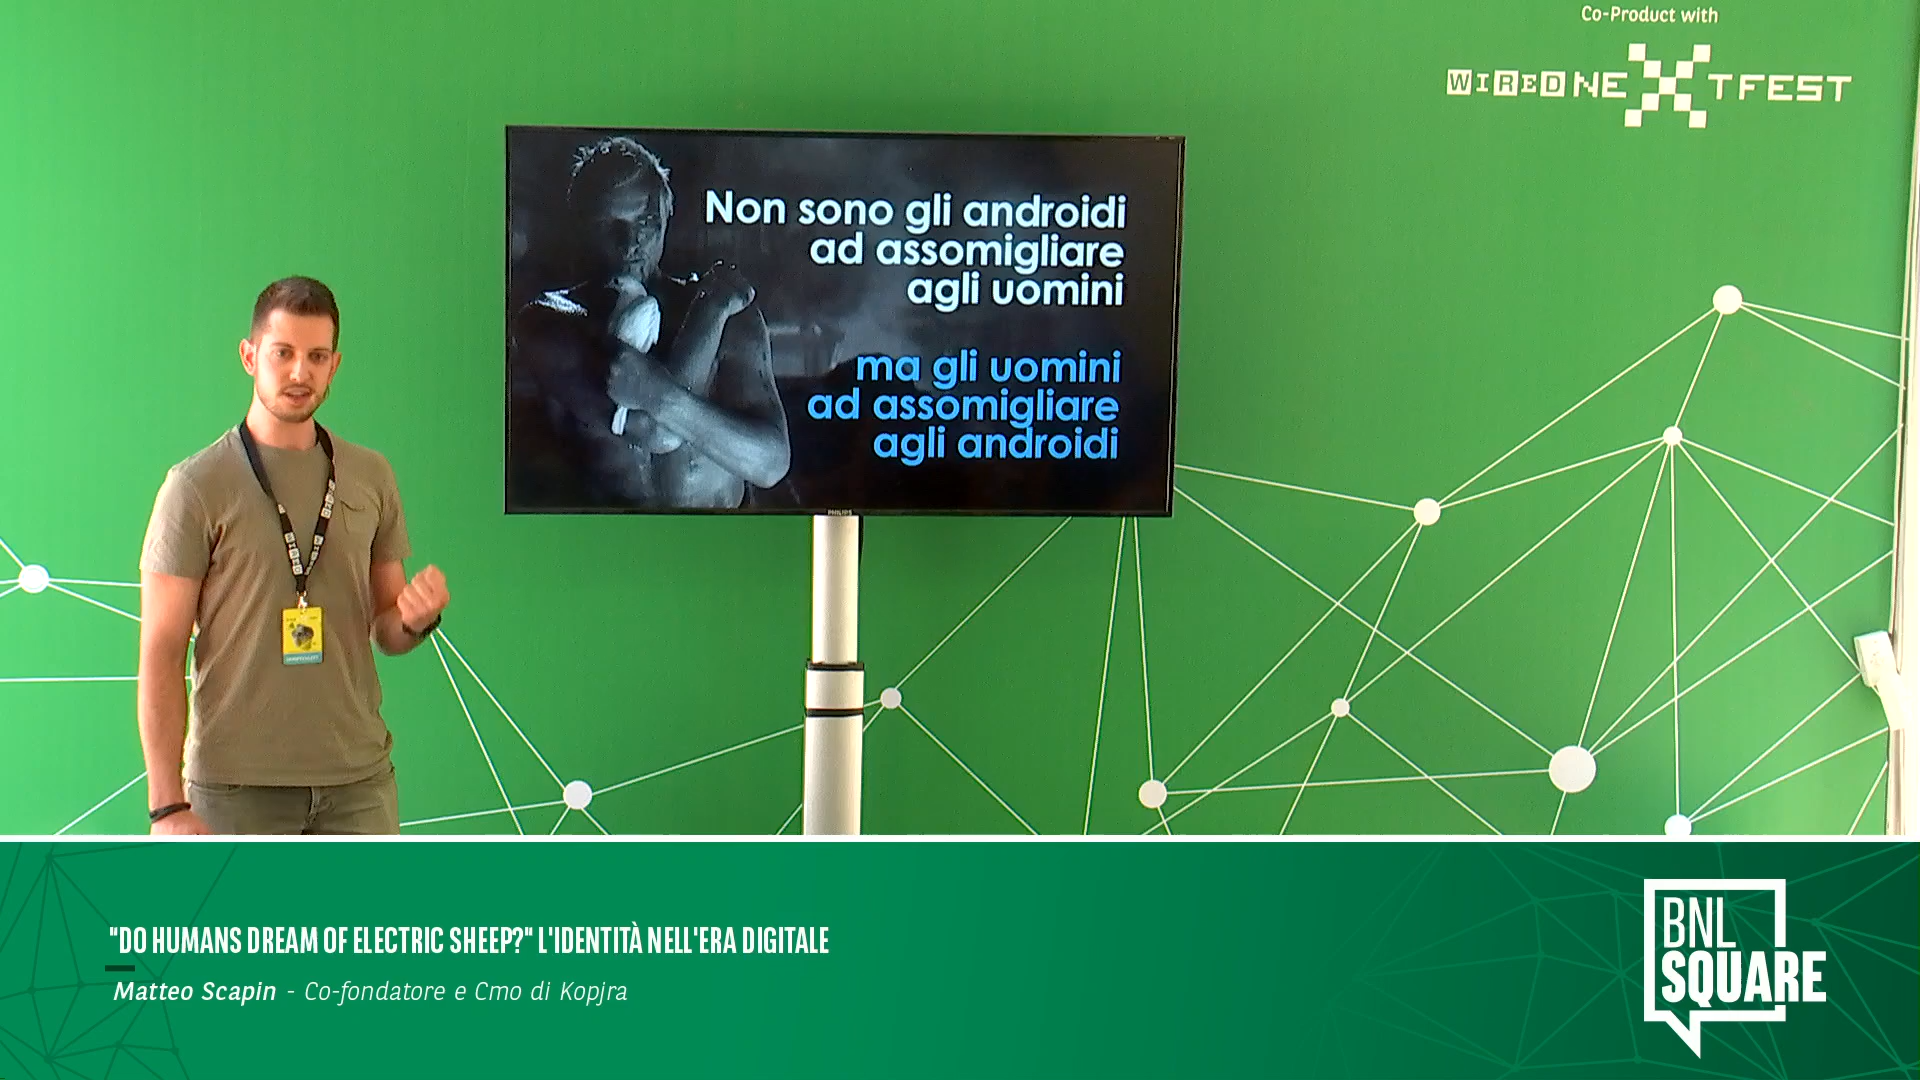 Co-Product with
WIRED NEXTFEST
Non sono gli androidi
ad assomigliare
agli uomini
ma gli uomini
ad assomigliare
agli androidi
PHILIPS
WIRED
"DO HUMANS DREAM OF ELECTRIC SHEEP?" L'IDENTITÀ NELL'ERA DIGITALE
Matteo Scapin - Co-fondatore e Cmo di Kopjra
BNL
SQUARE